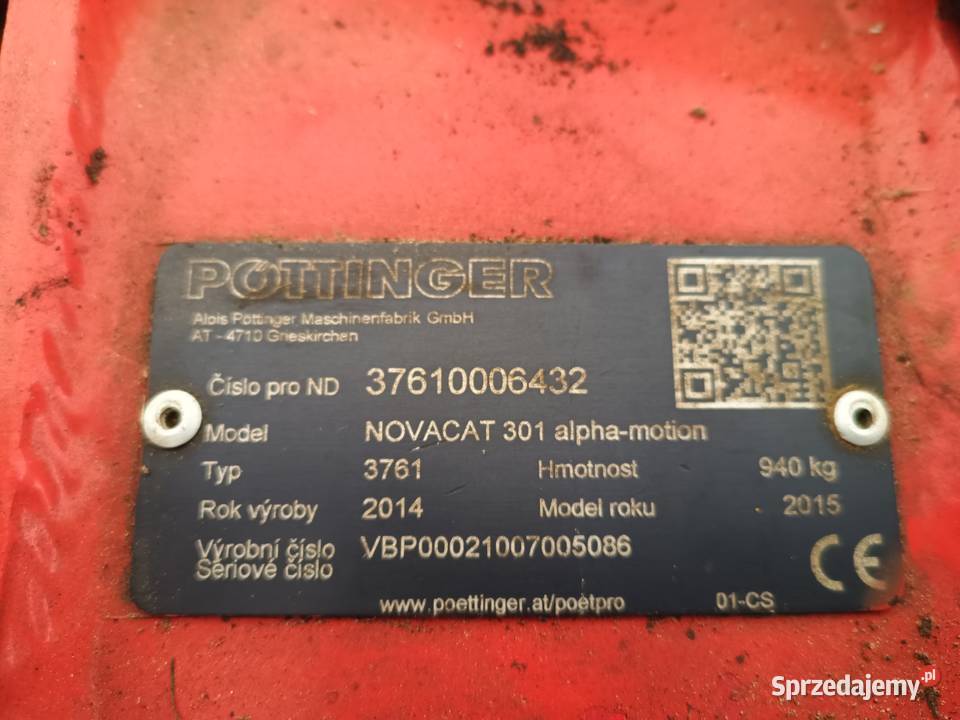 PÖTTINGER
Alois Pöttinger Maschinenfabrik GmbH
AT - 4710 Grieskirchen
Číslo pro ND 37610006432
Model NOVACAT 301 alpha-motion
Typ 3761 Hmotnost 940 kg
Rok výroby 2014 Model roku 2015
Výrobní číslo VBP00021007005086
Sériové číslo
CE
www.poettinger.at/poetpro 01-CS
Sprzedajemy.pl